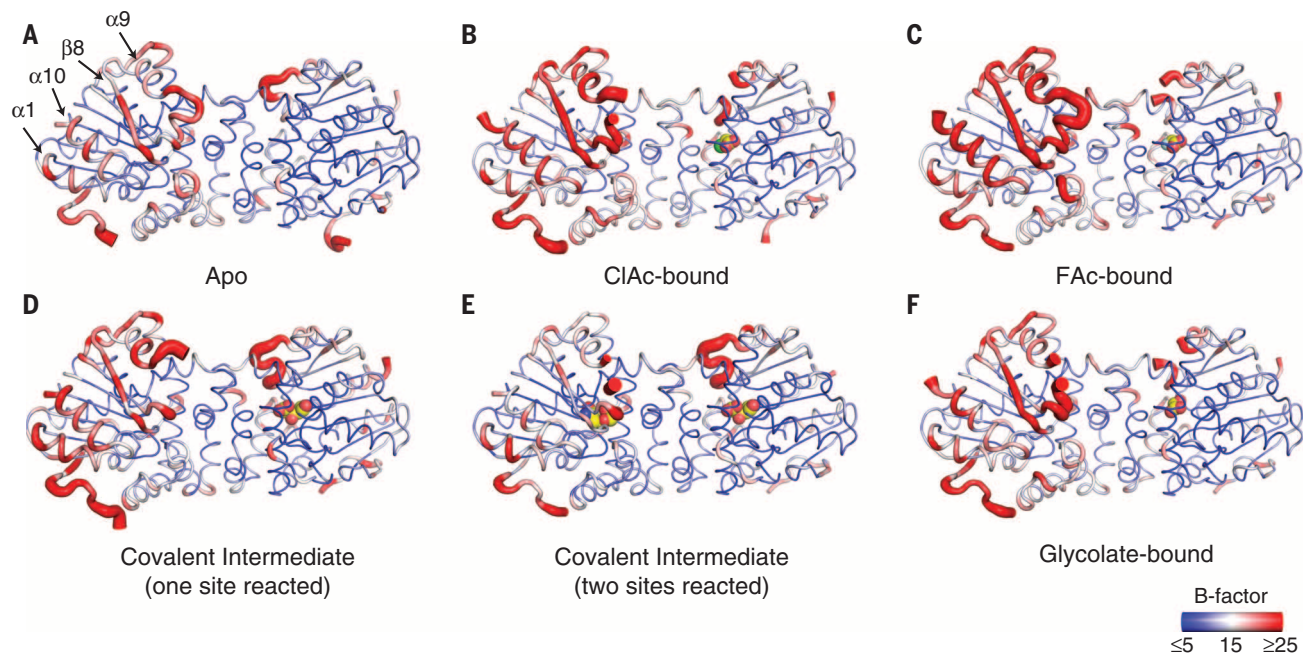 A
α9
β8
α10
α1
Apo
B
ClAc-bound
C
FAc-bound
D
Covalent Intermediate
(one site reacted)
E
Covalent Intermediate
(two sites reacted)
F
Glycolate-bound
B-factor
≤5 15 ≥25